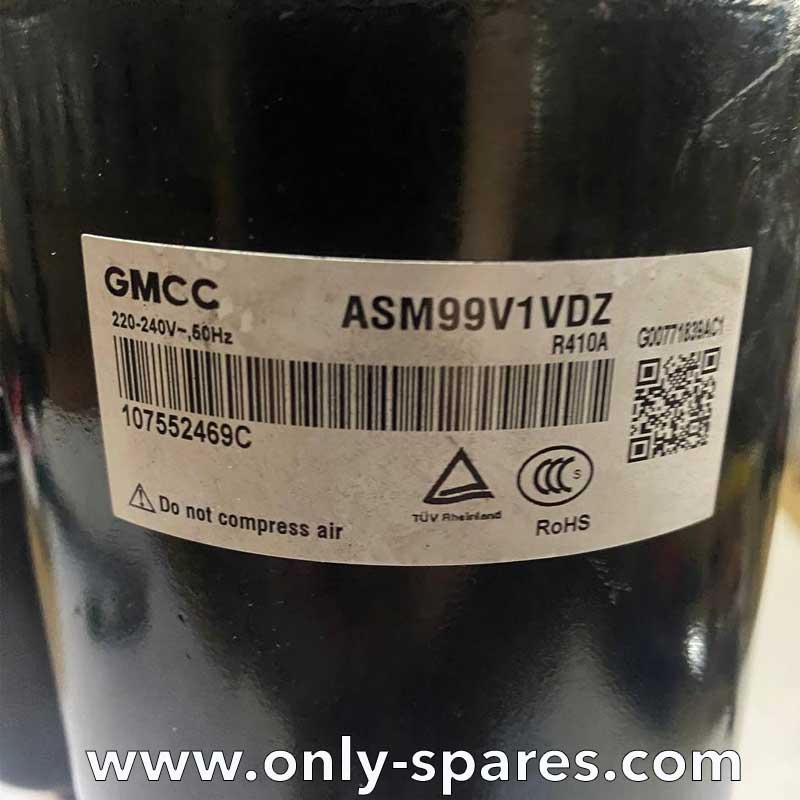 GMCC
220-240V~,50Hz
ASM99V1VDZ
R410A
G00771839AC1
107552469C
Do not compress air
TÜV Rheinland
CCC S
RoHS
www.only-spares.com